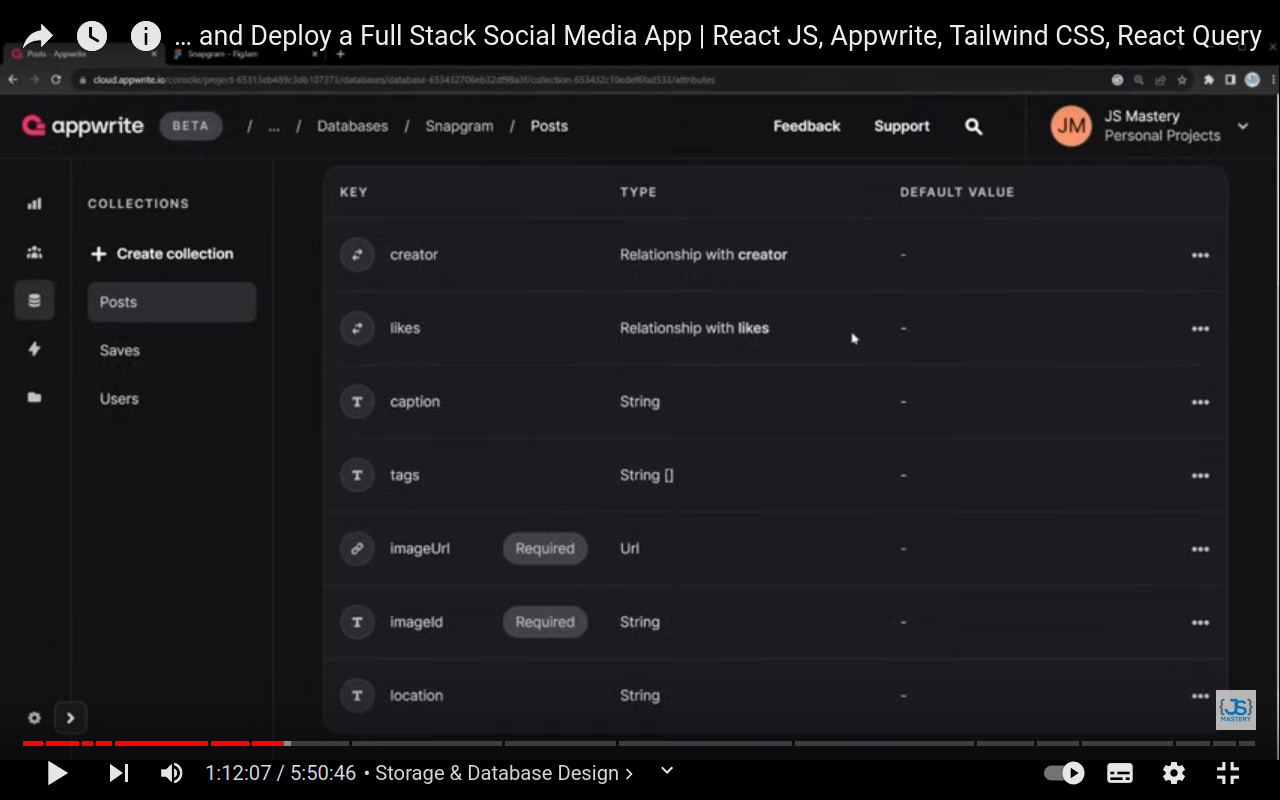 ... and Deploy a Full Stack Social Media App | React JS, Appwrite, Tailwind CSS, React Query
Posts - Appwrite
Snapgram - FigJam
cloud.appwrite.io/console/project-65313eb489c3db107373/databases/database-653432706eb32df98a3f/collection-653432c10edef6fad533/attributes
appwrite BETA / ... / Databases / Snapgram / Posts
Feedback Support
JM
JS Mastery
Personal Projects
COLLECTIONS
Create collection
Posts
Saves
Users
KEY TYPE DEFAULT VALUE
creator Relationship with creator -
likes Relationship with likes -
caption String -
tags String [] -
imageUrl Required Url -
imageId Required String -
location String -
{JS}
MASTERY
1:12:07 / 5:50:46 • Storage & Database Design ›